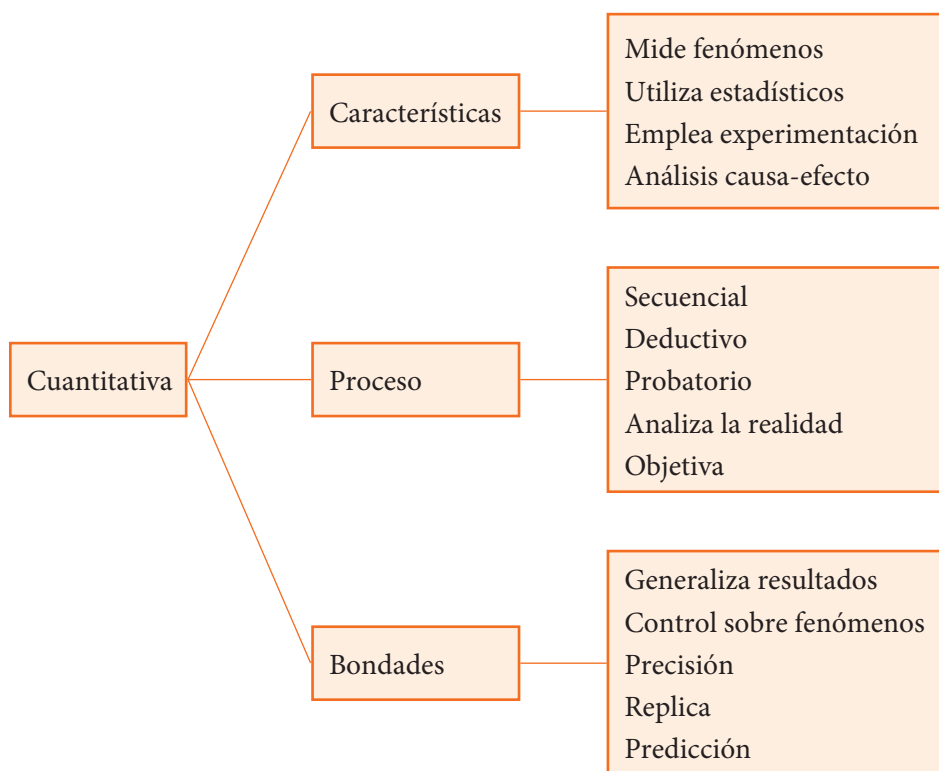 Características
Mide fenómenos
Utiliza estadísticos
Emplea experimentación
Análisis causa-efecto
Cuantitativa
Proceso
Secuencial
Deductivo
Probatorio
Analiza la realidad
Objetiva
Bondades
Generaliza resultados
Control sobre fenómenos
Precisión
Replica
Predicción